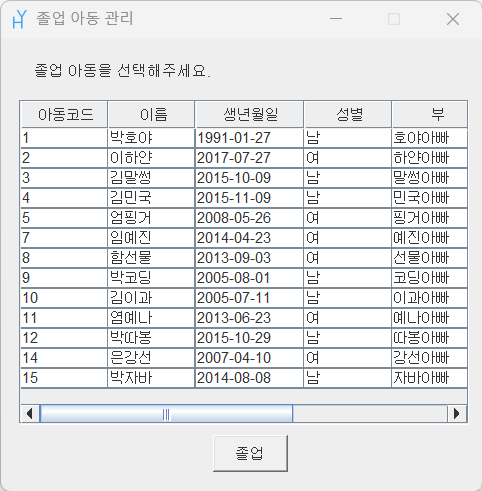 HY 졸업 아동 관리
졸업 아동을 선택해주세요.
아동코드 이름 생년월일 성별 부
1 박호야 1991-01-27 남 호야아빠
2 이하얀 2017-07-27 여 하얀아빠
3 김말썽 2015-10-09 남 말썽아빠
4 김민국 2015-11-09 남 민국아빠
5 엄핑거 2008-05-26 여 핑거아빠
7 임예진 2014-04-23 여 예진아빠
8 함선물 2013-09-03 여 선물아빠
9 박코딩 2005-08-01 남 코딩아빠
10 김이과 2005-07-11 남 이과아빠
11 염예나 2013-06-23 여 예나아빠
12 박따봉 2015-10-29 남 따봉아빠
14 은강선 2007-04-10 여 강선아빠
15 박자바 2014-08-08 남 자바아빠
졸업